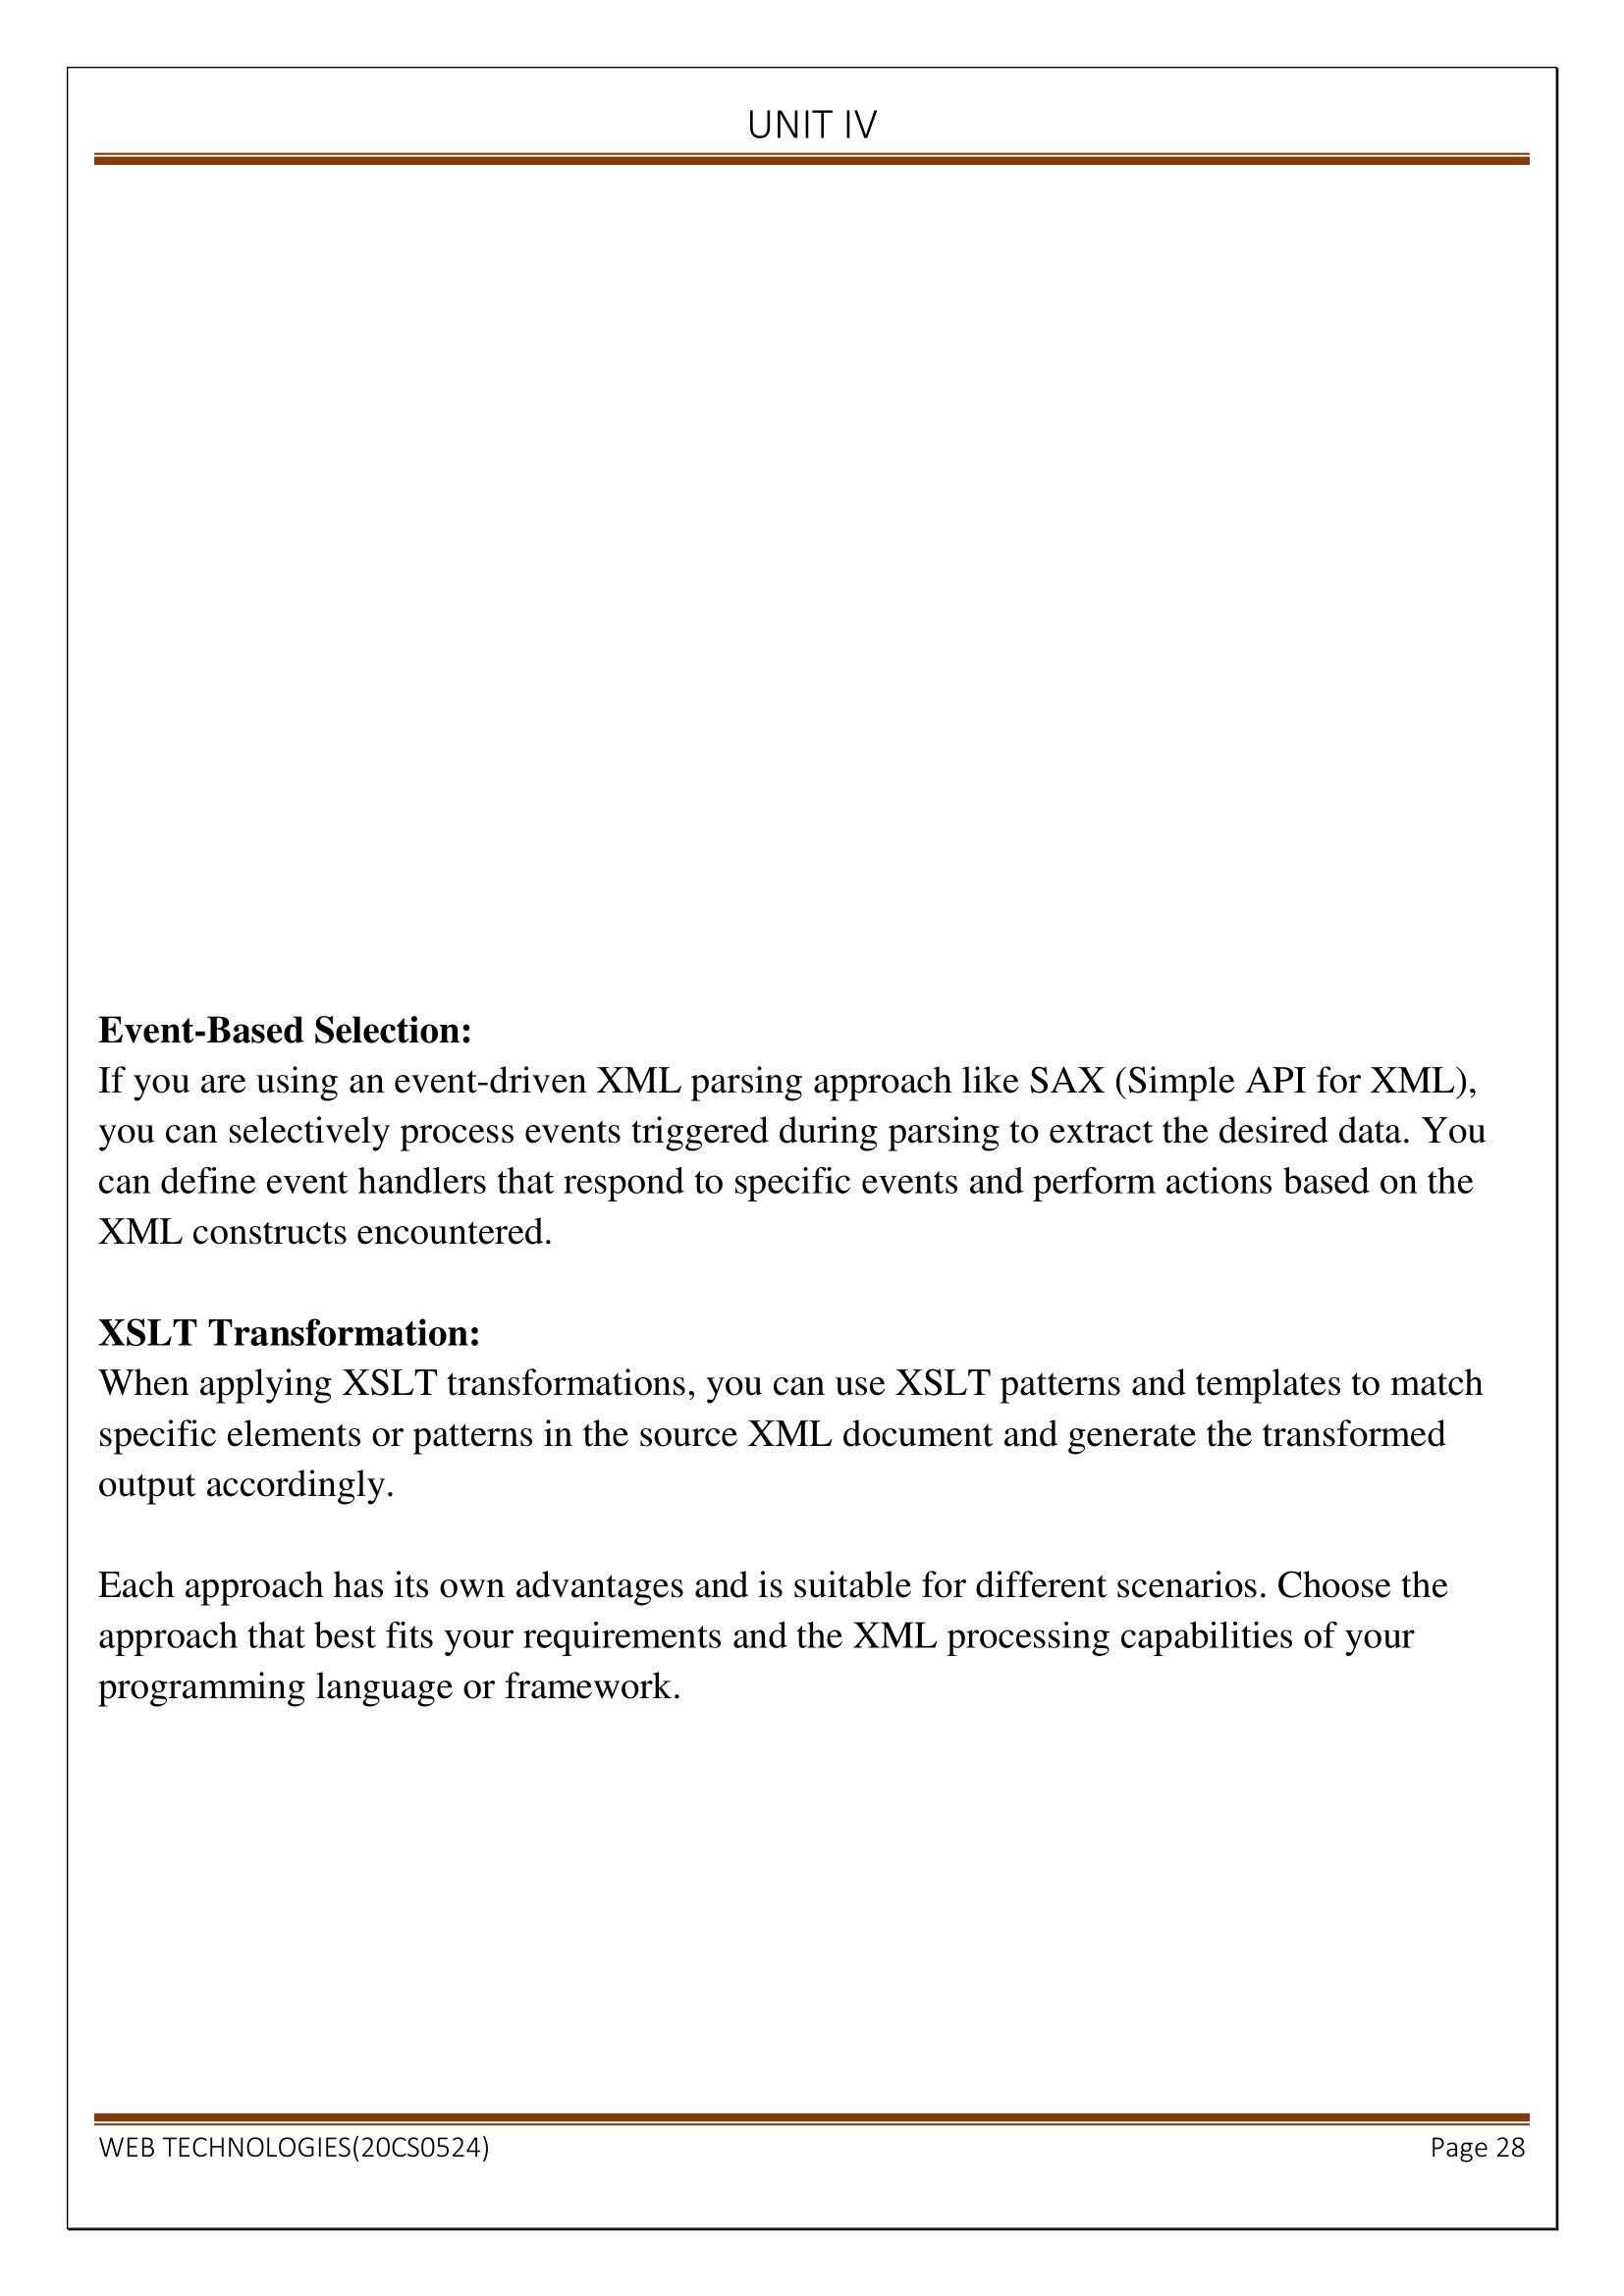 UNIT IV
Event-Based Selection:
If you are using an event-driven XML parsing approach like SAX (Simple API for XML),
you can selectively process events triggered during parsing to extract the desired data. You
can define event handlers that respond to specific events and perform actions based on the
XML constructs encountered.
XSLT Transformation:
When applying XSLT transformations, you can use XSLT patterns and templates to match
specific elements or patterns in the source XML document and generate the transformed
output accordingly.
Each approach has its own advantages and is suitable for different scenarios. Choose the
approach that best fits your requirements and the XML processing capabilities of your
programming language or framework.
WEB TECHNOLOGIES(20CS0524) Page 28